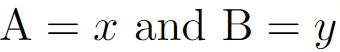 A = x and B = y